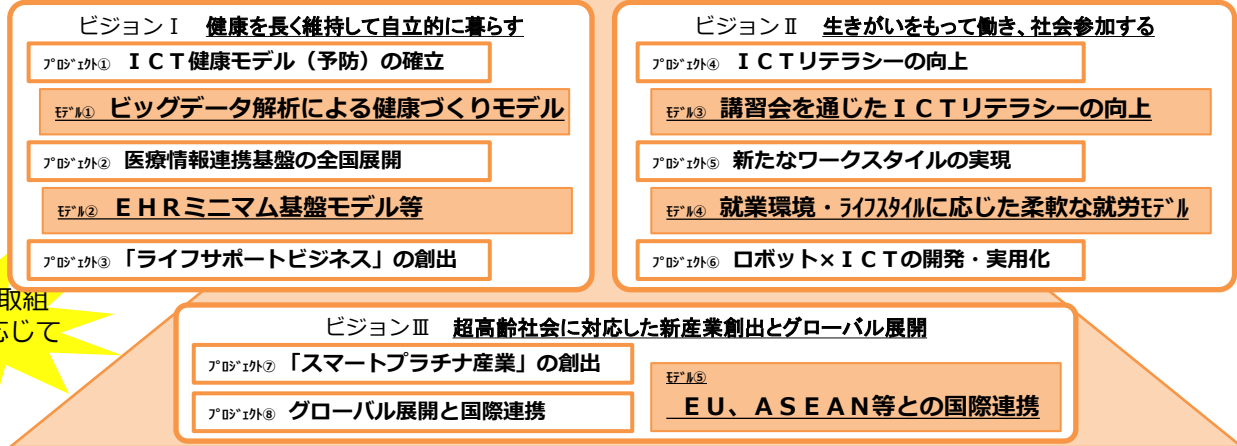 ビジョンⅠ 健康を長く維持して自立的に暮らす
ﾌﾟﾛｼﾞｪｸﾄ① ＩＣＴ健康モデル（予防）の確立
ﾓﾃﾞﾙ① ビッグデータ解析による健康づくりモデル
ﾌﾟﾛｼﾞｪｸﾄ② 医療情報連携基盤の全国展開
ﾓﾃﾞﾙ② ＥＨＲミニマム基盤モデル等
ﾌﾟﾛｼﾞｪｸﾄ③ 「ライフサポートビジネス」の創出
ビジョンⅡ 生きがいをもって働き、社会参加する
ﾌﾟﾛｼﾞｪｸﾄ④ ＩＣＴリテラシーの向上
ﾓﾃﾞﾙ③ 講習会を通じたＩＣＴリテラシーの向上
ﾌﾟﾛｼﾞｪｸﾄ⑤ 新たなワークスタイルの実現
ﾓﾃﾞﾙ④ 就業環境・ﾗｲﾌｽﾀｲﾙに応じた柔軟な就労ﾓﾃﾞﾙ
ﾌﾟﾛｼﾞｪｸﾄ⑥ ロボット×ＩＣＴの開発・実用化
取組
応じて
ビジョンⅢ 超高齢社会に対応した新産業創出とグローバル展開
ﾌﾟﾛｼﾞｪｸﾄ⑦ 「スマートプラチナ産業」の創出
ﾌﾟﾛｼﾞｪｸﾄ⑧ グローバル展開と国際連携
ﾓﾃﾞﾙ⑤
ＥＵ、ＡＳＥＡＮ等との国際連携